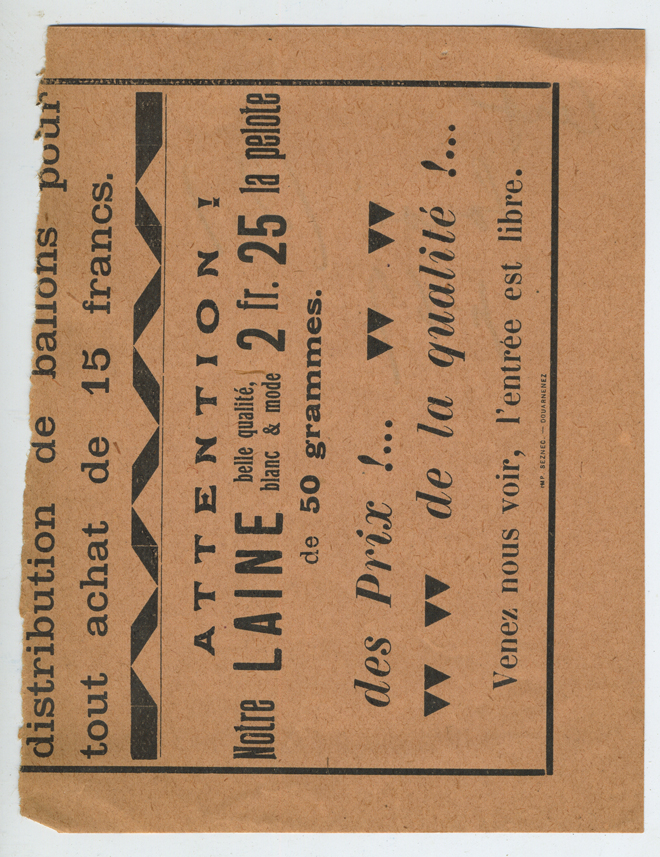 distribution de ballons pour
tout achat de 15 francs.
ATTENTION !
Notre LAINE belle qualité, blanc & mode 2 fr. 25 la pelote
de 50 grammes.
des Prix !...
de la qualité !...
Venez nous voir, l'entrée est libre.
IMP. BEZNEC — DOUARNENEZ